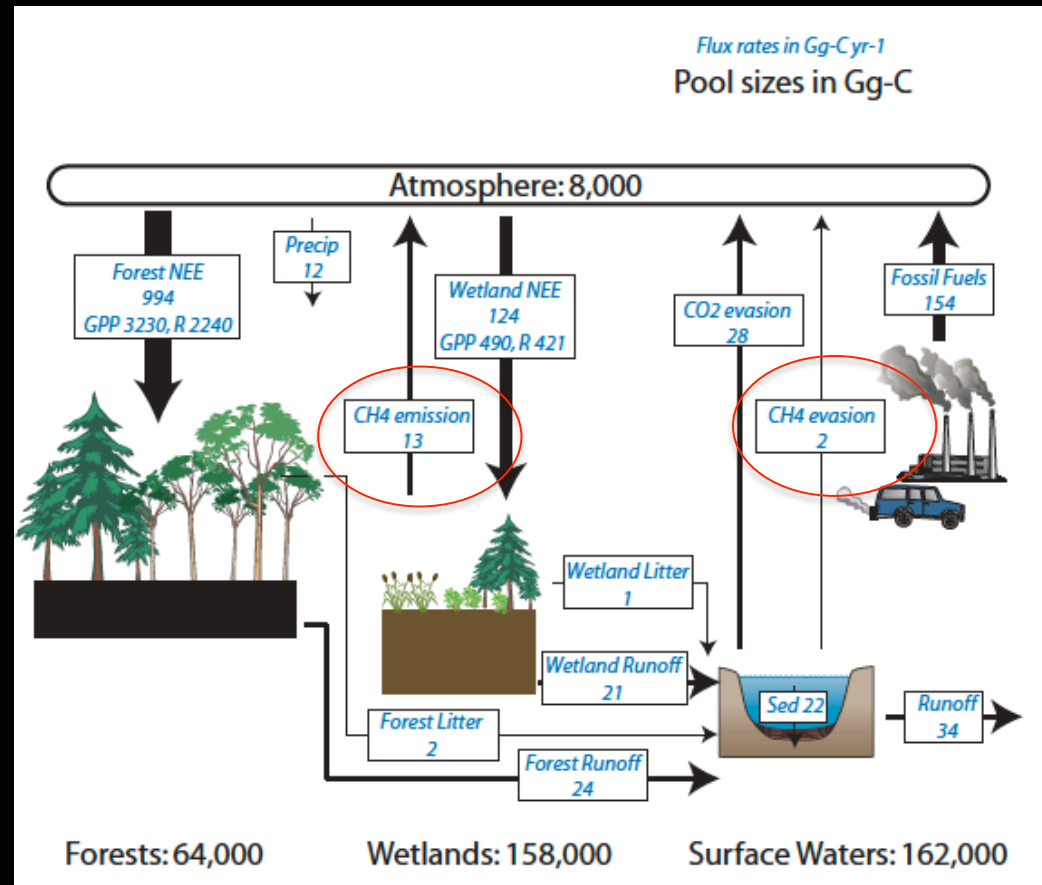 Flux rates in Gg-C yr-1
Pool sizes in Gg-C
Atmosphere: 8,000
Forest NEE
994
GPP 3230, R 2240
Precip
12
CH4 emission
13
Wetland NEE
124
GPP 490, R 421
CO2 evasion
28
CH4 evasion
2
Fossil Fuels
154
Wetland Litter
1
Wetland Runoff
21
Forest Litter
2
Forest Runoff
24
Sed 22
Runoff
34
Forests: 64,000
Wetlands: 158,000
Surface Waters: 162,000